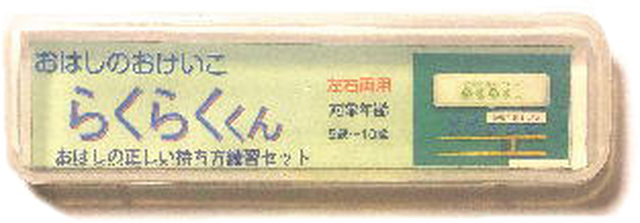 おはしのおけいこ
らくらくくん
おはしの正しい持ち方練習セット
左右両用
対象年齢
5歳〜10歳